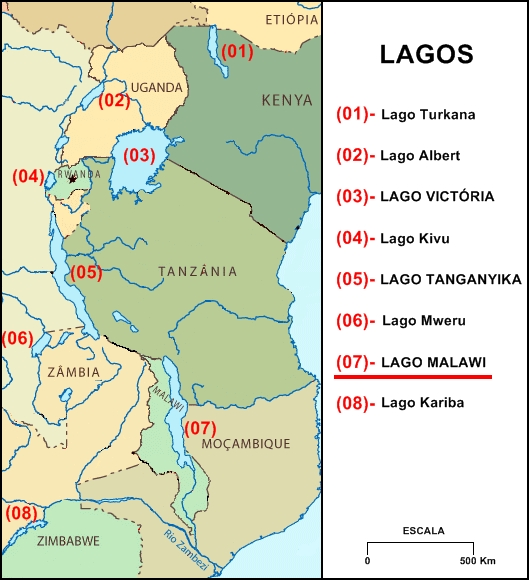 ETIÓPIA
(01)
UGANDA
(02)
KENYA
(03)
(04)
RWANDA
(05)
TANZÂNIA
(06)
ZÂMBIA
MALAWI
(07)
MOÇAMBIQUE
(08)
ZIMBABWE
Rio Zambezi
LAGOS
(01)- Lago Turkana
(02)- Lago Albert
(03)- LAGO VICTÓRIA
(04)- Lago Kivu
(05)- LAGO TANGANYIKA
(06)- Lago Mweru
(07)- LAGO MALAWI
(08)- Lago Kariba
ESCALA
0 500 Km